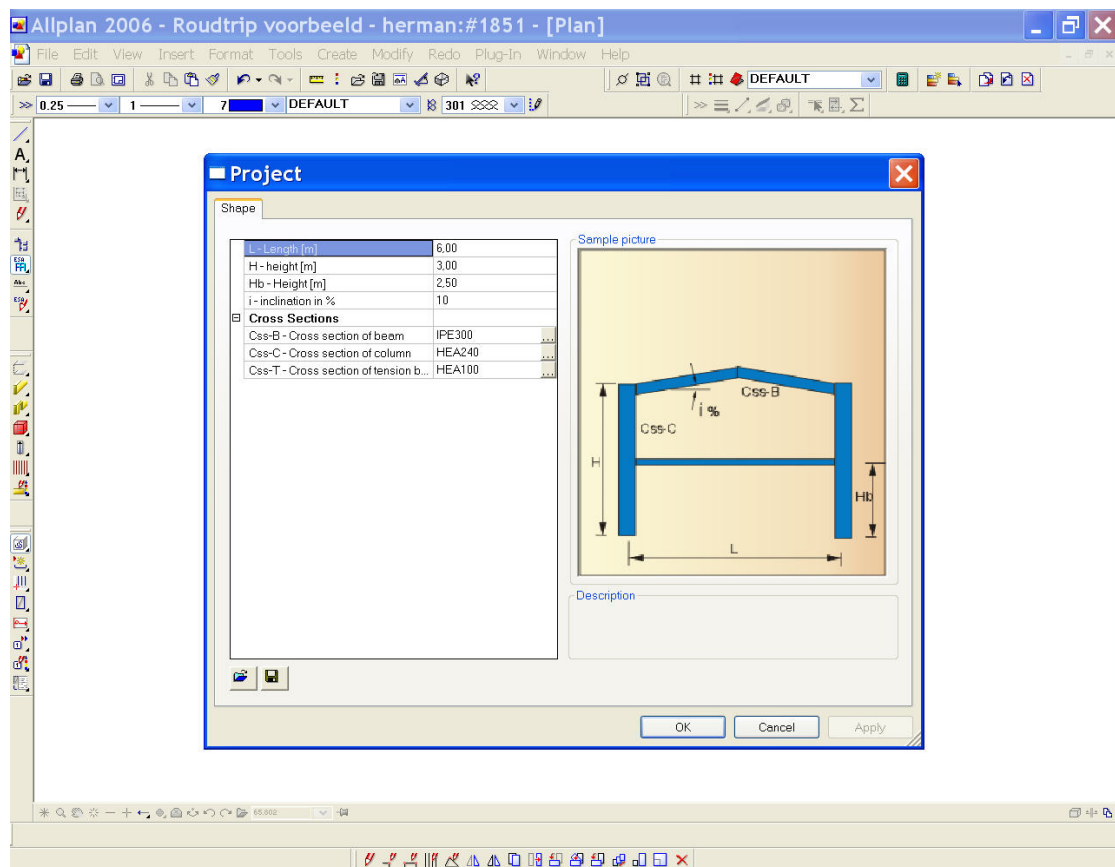 Allplan 2006 - Roudtrip voorbeeld - herman:#1851 - [Plan]
File Edit View Insert Format Tools Create Modify Redo Plug-In Window Help
DEFAULT
0.25 1 7 DEFAULT 301
Project
Shape
L - Length [m] 6,00
H - height [m] 3,00
Hb - Height [m] 2,50
i - inclination in % 10
Cross Sections
Css-B - Cross section of beam IPE300 ...
Css-C - Cross section of column HEA240 ...
Css-T - Cross section of tension b... HEA100 ...
Sample picture
Css-B
i %
Css-C
H
Hb
L
Description
OK Cancel Apply